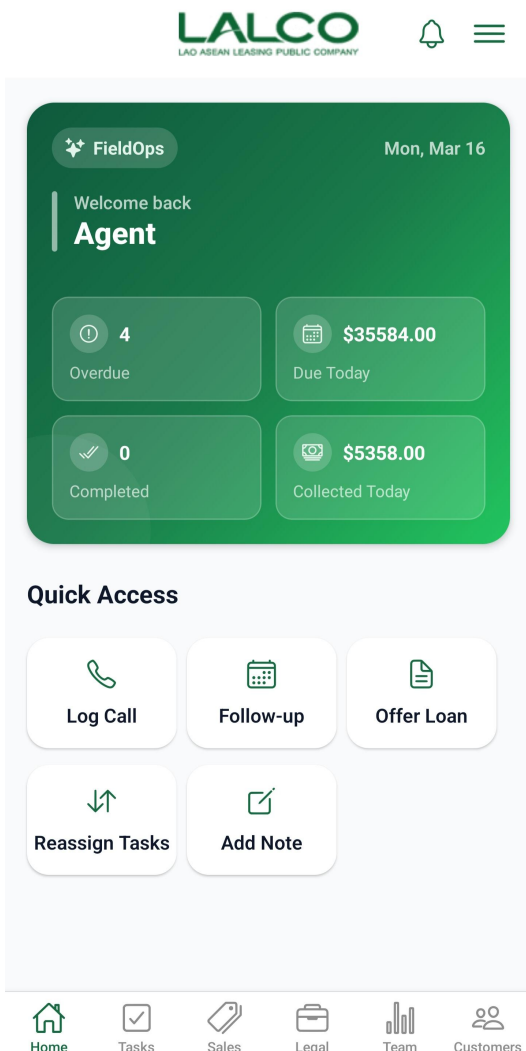 LALCO
LAO ASEAN LEASING PUBLIC COMPANY
FieldOps
Mon, Mar 16
Welcome back
Agent
4
Overdue
$35584.00
Due Today
0
Completed
$5358.00
Collected Today
Quick Access
Log Call
Follow-up
Offer Loan
Reassign Tasks
Add Note
Home
Tasks
Sales
Legal
Team
Customers